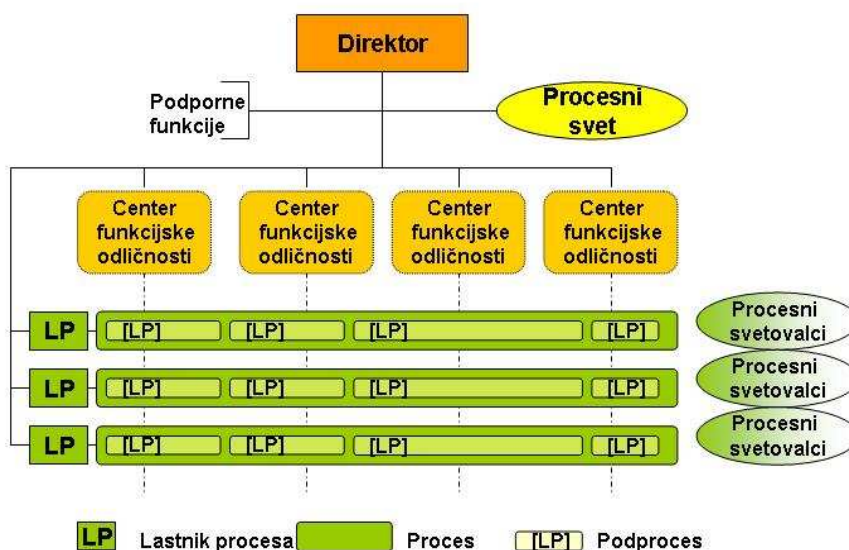 Direktor
Podporne
funkcije
Procesni
svet
Center
funkcijske
odličnosti
Center
funkcijske
odličnosti
Center
funkcijske
odličnosti
Center
funkcijske
odličnosti
LP [LP] [LP] [LP] [LP]
Procesni
svetovalci
LP [LP] [LP] [LP] [LP]
Procesni
svetovalci
LP [LP] [LP] [LP] [LP]
Procesni
svetovalci
LP Lastnik procesa Proces [LP] Podproces